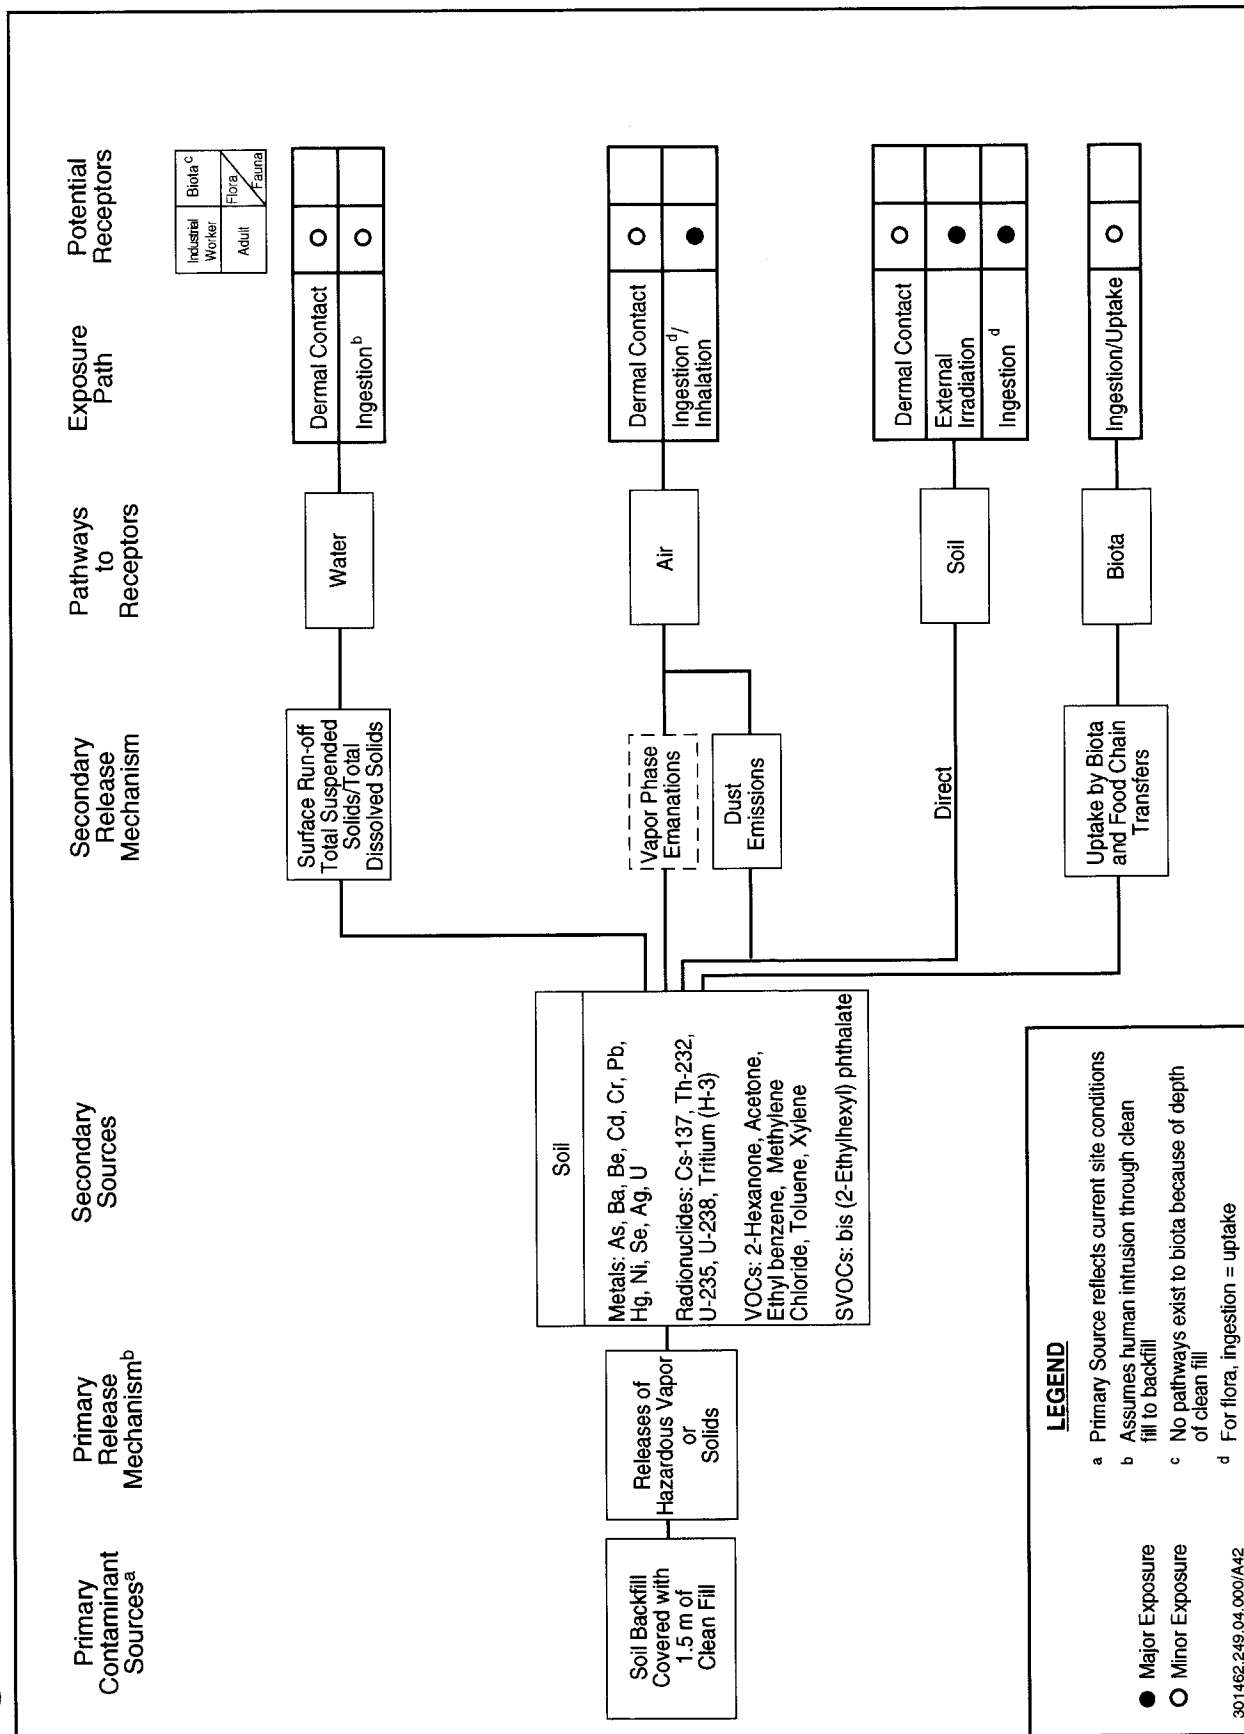 Primary
Contaminant
Sourcesᵃ
Primary
Release
Mechanismᵇ
Secondary
Sources
Secondary
Release
Mechanism
Pathways
to
Receptors
Exposure
Path
Potential
Receptors
Industrial
Worker
Biotaᶜ
Adult
Flora
Fauna
Soil Backfill
Covered with
1.5 m of
Clean Fill
Releases of
Hazardous Vapor
or
Solids
Soil
Metals: As, Ba, Be, Cd, Cr, Pb,
Hg, Ni, Se, Ag, U
Radionuclides: Cs-137, Th-232,
U-235, U-238, Tritium (H-3)
VOCs: 2-Hexanone, Acetone,
Ethyl benzene, Methylene
Chloride, Toluene, Xylene
SVOCs: bis (2-Ethylhexyl) phthalate
Surface Run-off
Total Suspended
Solids/Total
Dissolved Solids
Water
Dermal Contact
Ingestionᵇ
Vapor Phase
Emanations
Dust
Emissions
Air
Dermal Contact
Ingestionᵈ/
Inhalation
Direct
Soil
Dermal Contact
External
Irradiation
Ingestionᵈ
Uptake by Biota
and Food Chain
Transfers
Biota
Ingestion/Uptake
LEGEND
● Major Exposure
○ Minor Exposure
a Primary Source reflects current site conditions
b Assumes human intrusion through clean
fill to backfill
c No pathways exist to biota because of depth
of clean fill
d For flora, ingestion = uptake
301462.249.04.000/A42